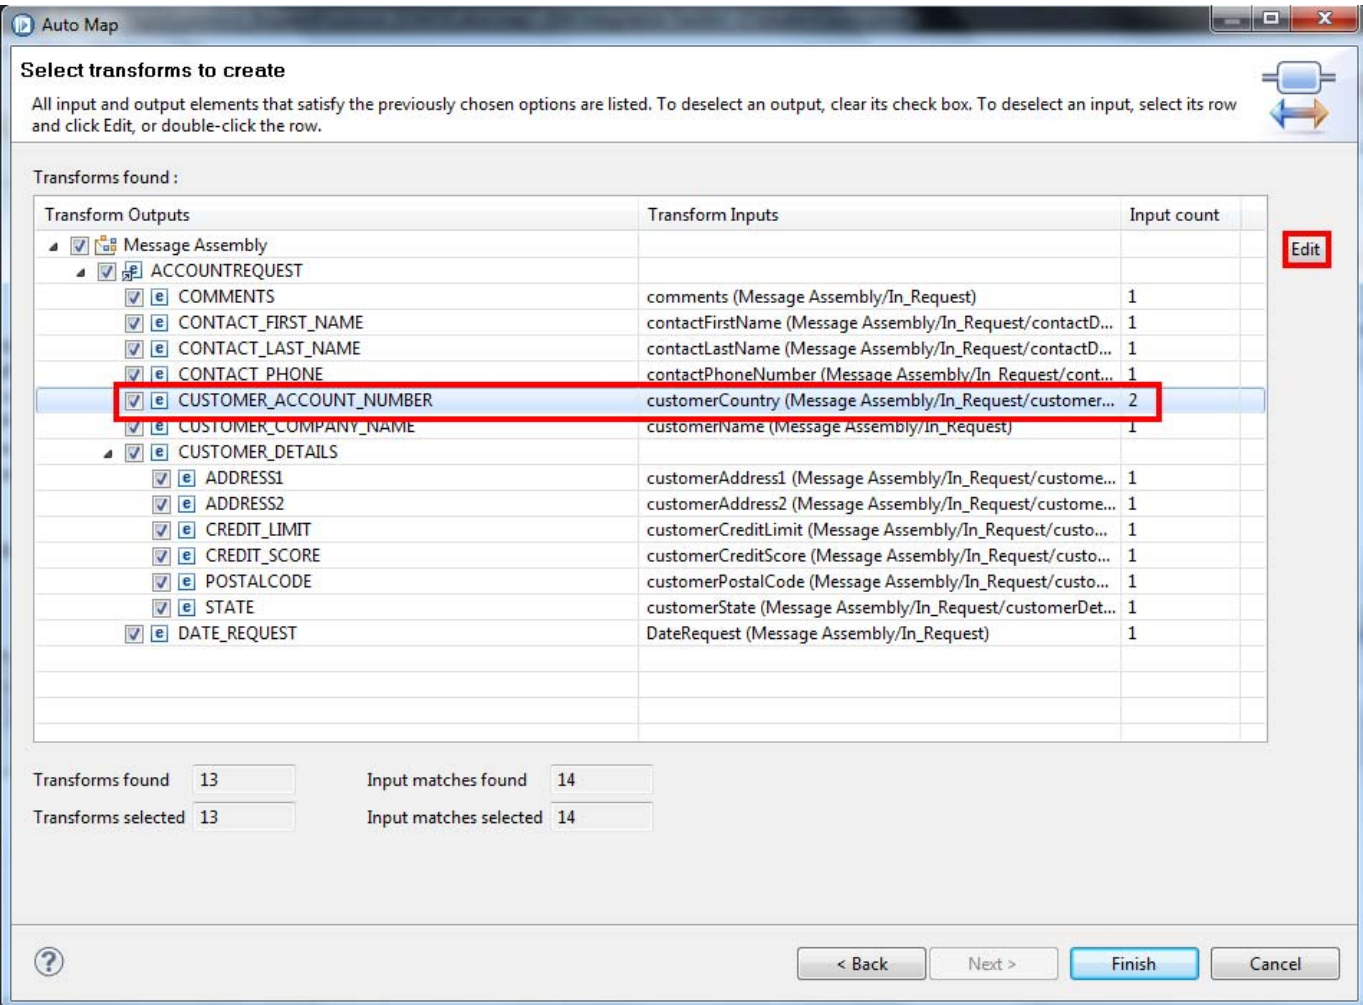 Auto Map
Select transforms to create
All input and output elements that satisfy the previously chosen options are listed. To deselect an output, clear its check box. To deselect an input, select its row
and click Edit, or double-click the row.
Transforms found :
Transform Outputs Transform Inputs Input count
Message Assembly
Edit
ACCOUNTREQUEST
COMMENTS comments (Message Assembly/In_Request) 1
CONTACT_FIRST_NAME contactFirstName (Message Assembly/In_Request/contactD... 1
CONTACT_LAST_NAME contactLastName (Message Assembly/In_Request/contactD... 1
CONTACT_PHONE contactPhoneNumber (Message Assembly/In_Request/cont... 1
CUSTOMER_ACCOUNT_NUMBER customerCountry (Message Assembly/In_Request/customer... 2
CUSTOMER_COMPANY_NAME customerName (Message Assembly/In_Request) 1
CUSTOMER_DETAILS
ADDRESS1 customerAddress1 (Message Assembly/In_Request/custome... 1
ADDRESS2 customerAddress2 (Message Assembly/In_Request/custome... 1
CREDIT_LIMIT customerCreditLimit (Message Assembly/In_Request/custo... 1
CREDIT_SCORE customerCreditScore (Message Assembly/In_Request/custo... 1
POSTALCODE customerPostalCode (Message Assembly/In_Request/custo... 1
STATE customerState (Message Assembly/In_Request/customerDet... 1
DATE_REQUEST DateRequest (Message Assembly/In_Request) 1
Transforms found 13 Input matches found 14
Transforms selected 13 Input matches selected 14
< Back Next > Finish Cancel